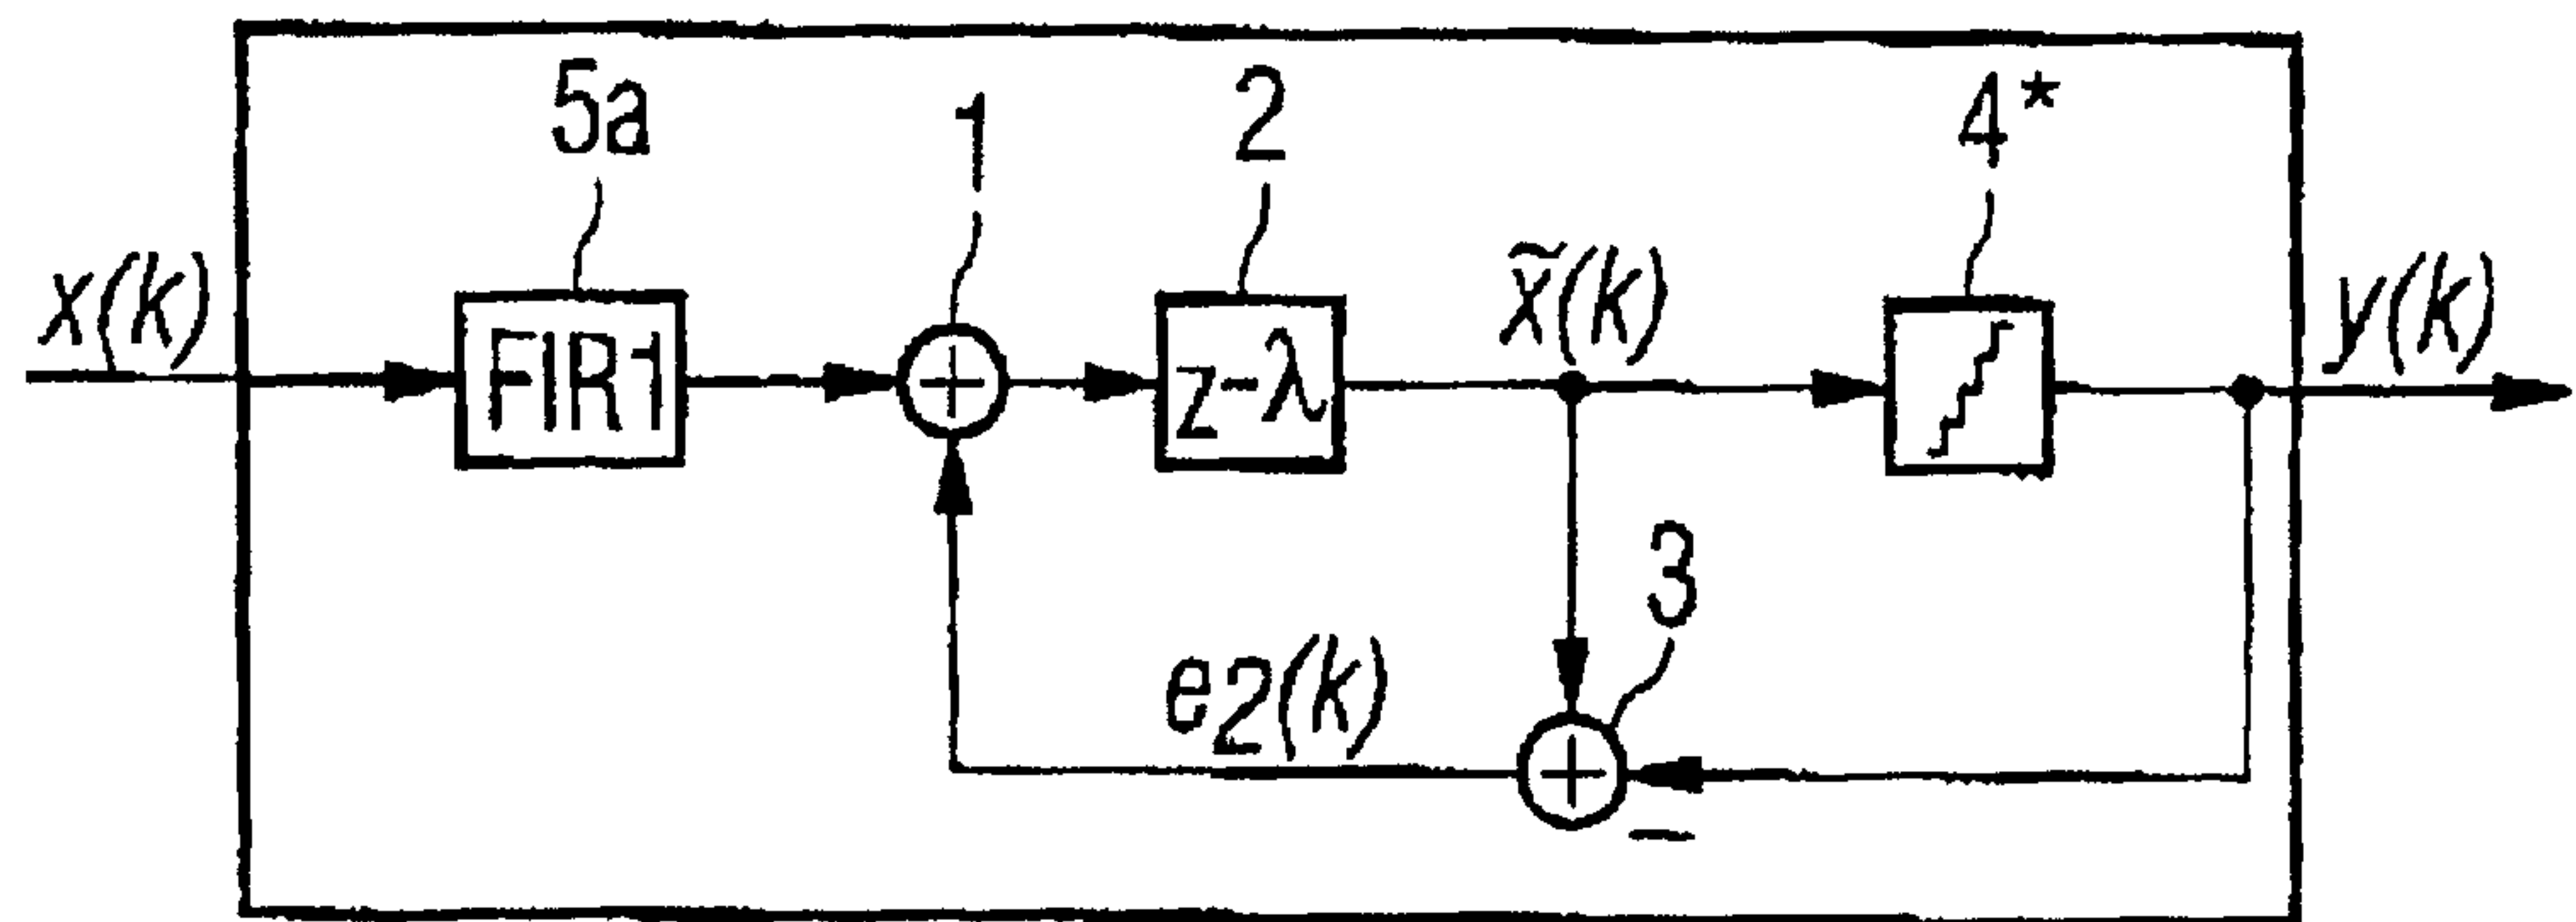 5a
1
2
4*
x(k)
FIR1
+
z-λ
x̃(k)
y(k)
3
e2(k)
+
−